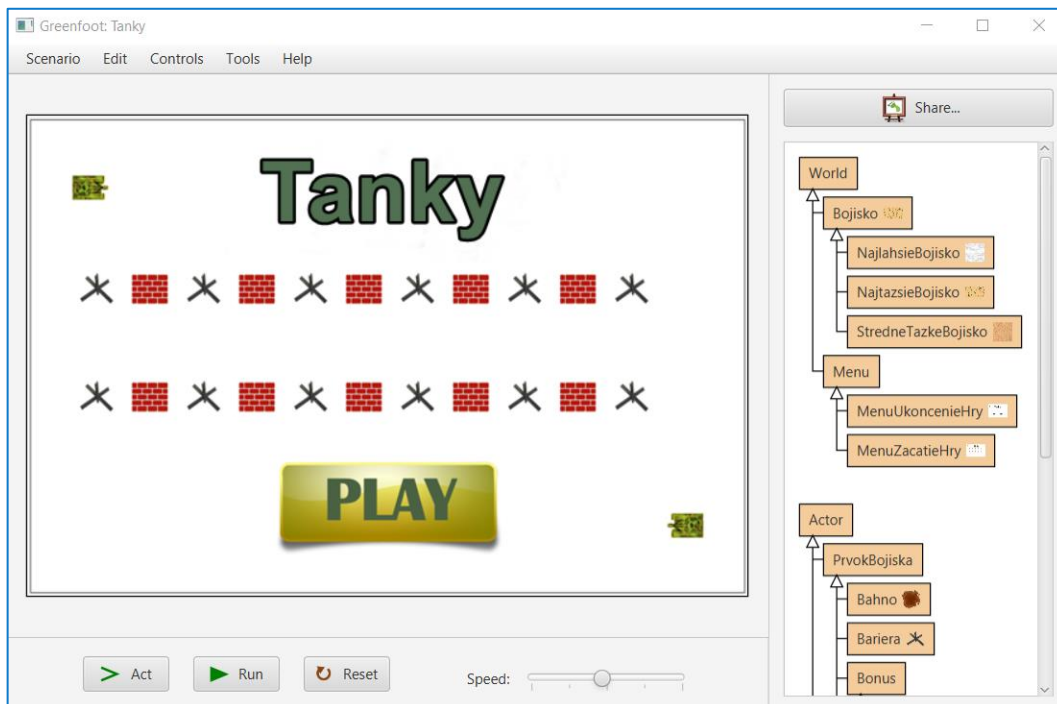 Greenfoot: Tanky
Scenario Edit Controls Tools Help
Share...
Tanky
PLAY
World
Bojisko
NajlahsieBojisko
NajtazsieBojisko
StredneTazkeBojisko
Menu
MenuUkoncenieHry
MenuZacatieHry
Actor
PrvokBojiska
Bahno
Bariera
Bonus
Act Run Reset Speed: